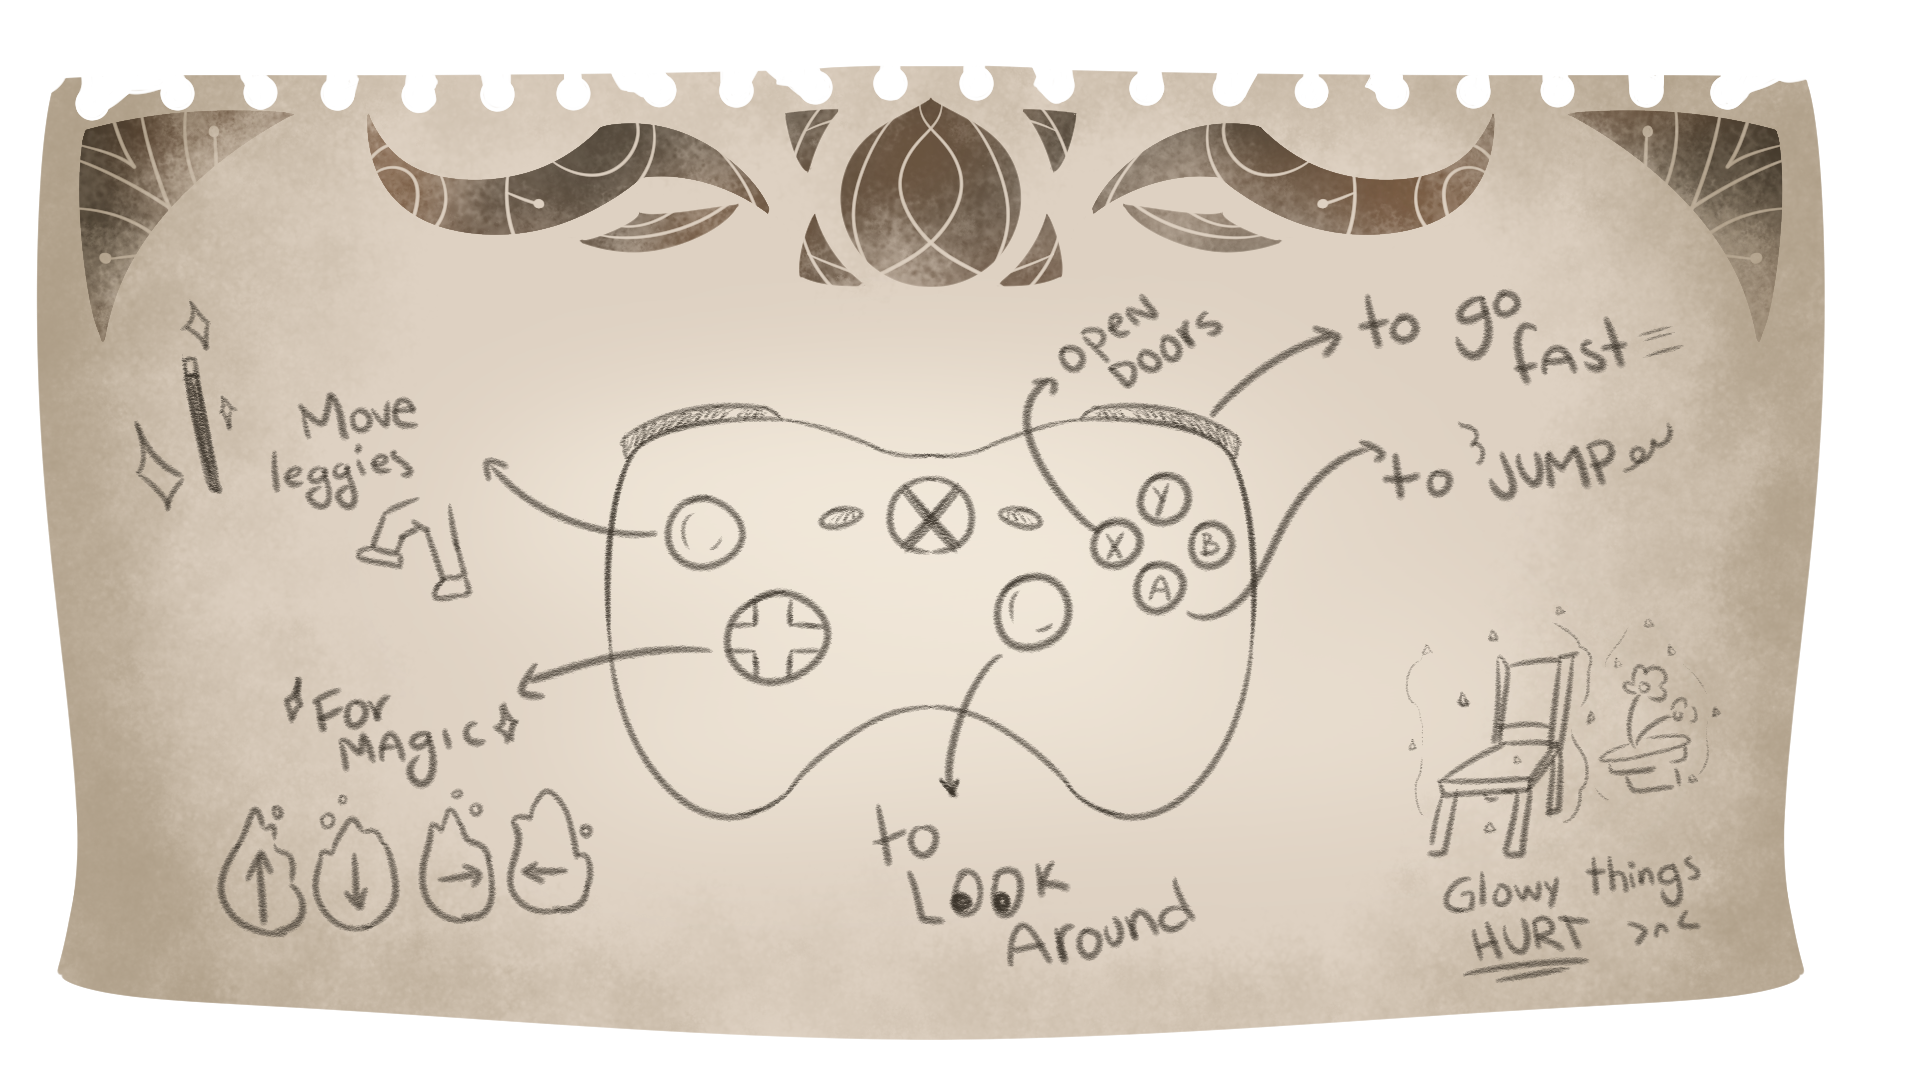 open
Doors
to go
fast
Move
leggies
to JUMP
Y
X
B
A
For
Magic
to
LOOK
Around
Glowy things
HURT >n<